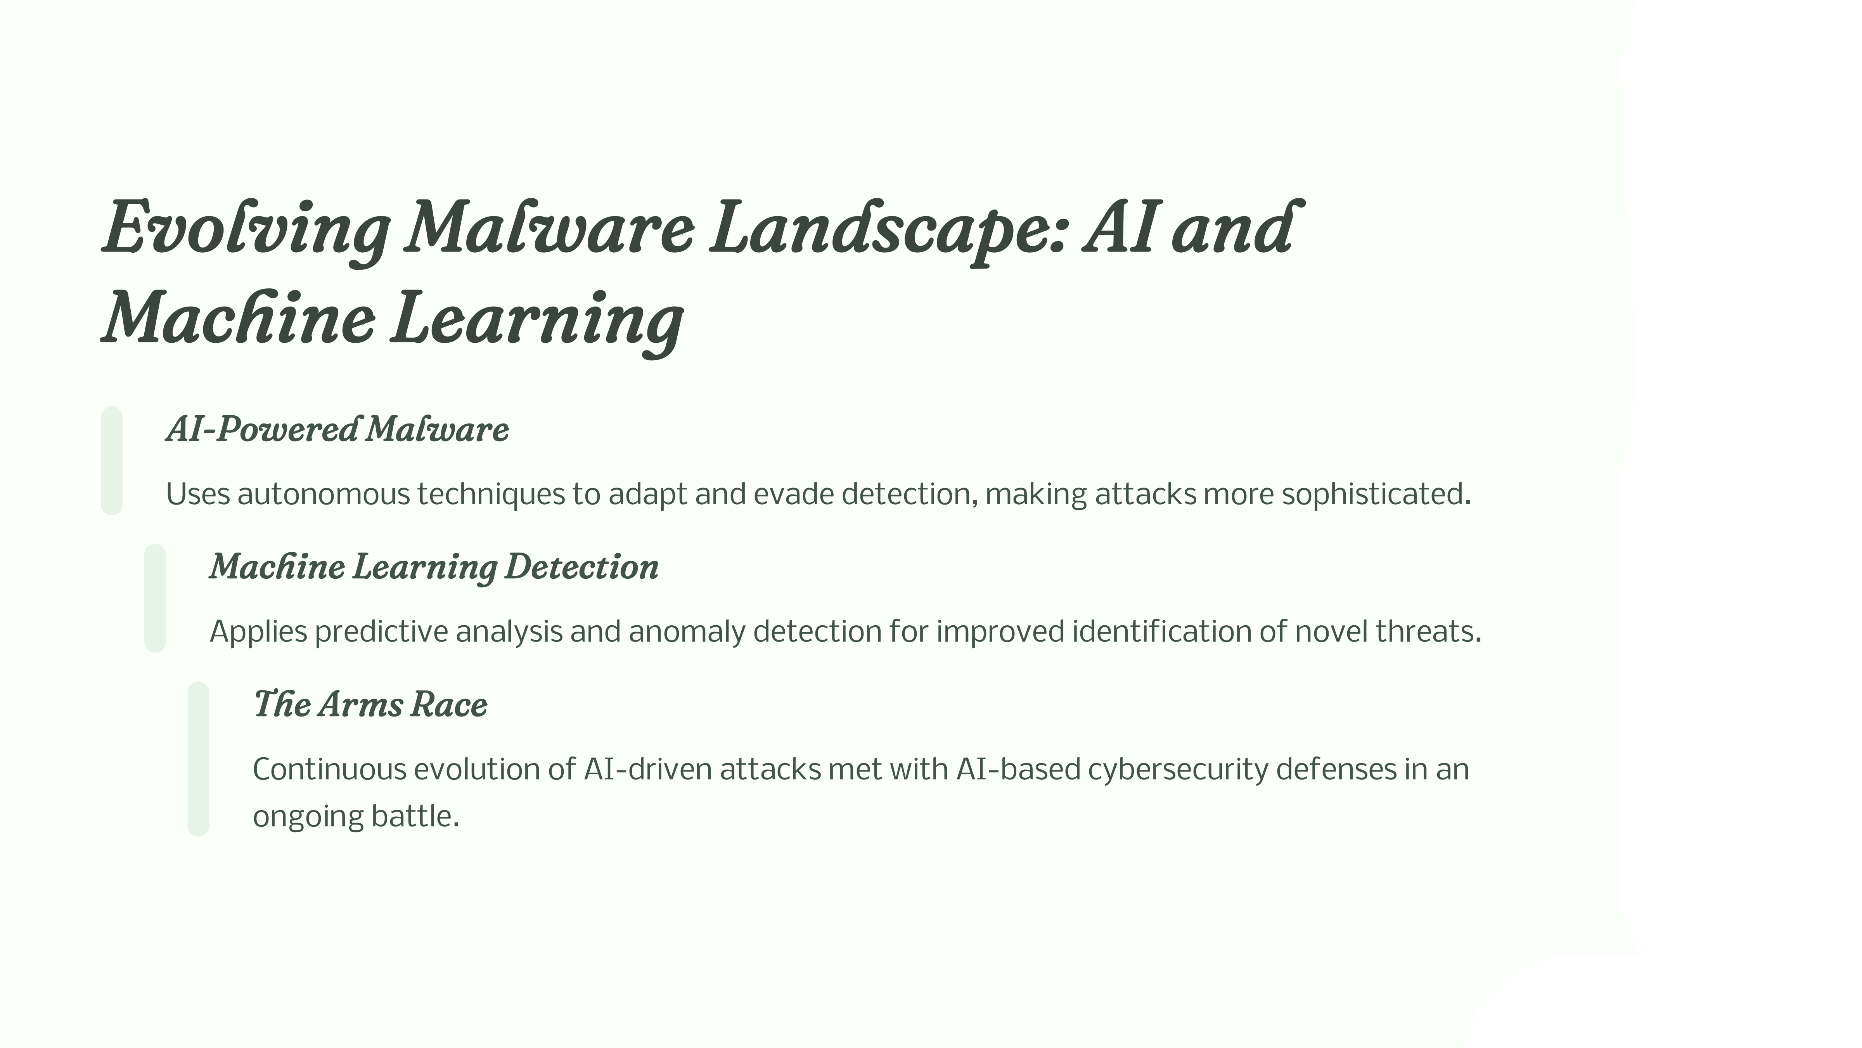 Evolving Malware Landscape: AI and
Machine Learning
AI-Powered Malware
Uses autonomous techniques to adapt and evade detection, making attacks more sophisticated.
Machine Learning Detection
Applies predictive analysis and anomaly detection for improved identification of novel threats.
The Arms Race
Continuous evolution of AI-driven attacks met with AI-based cybersecurity defenses in an
ongoing battle.